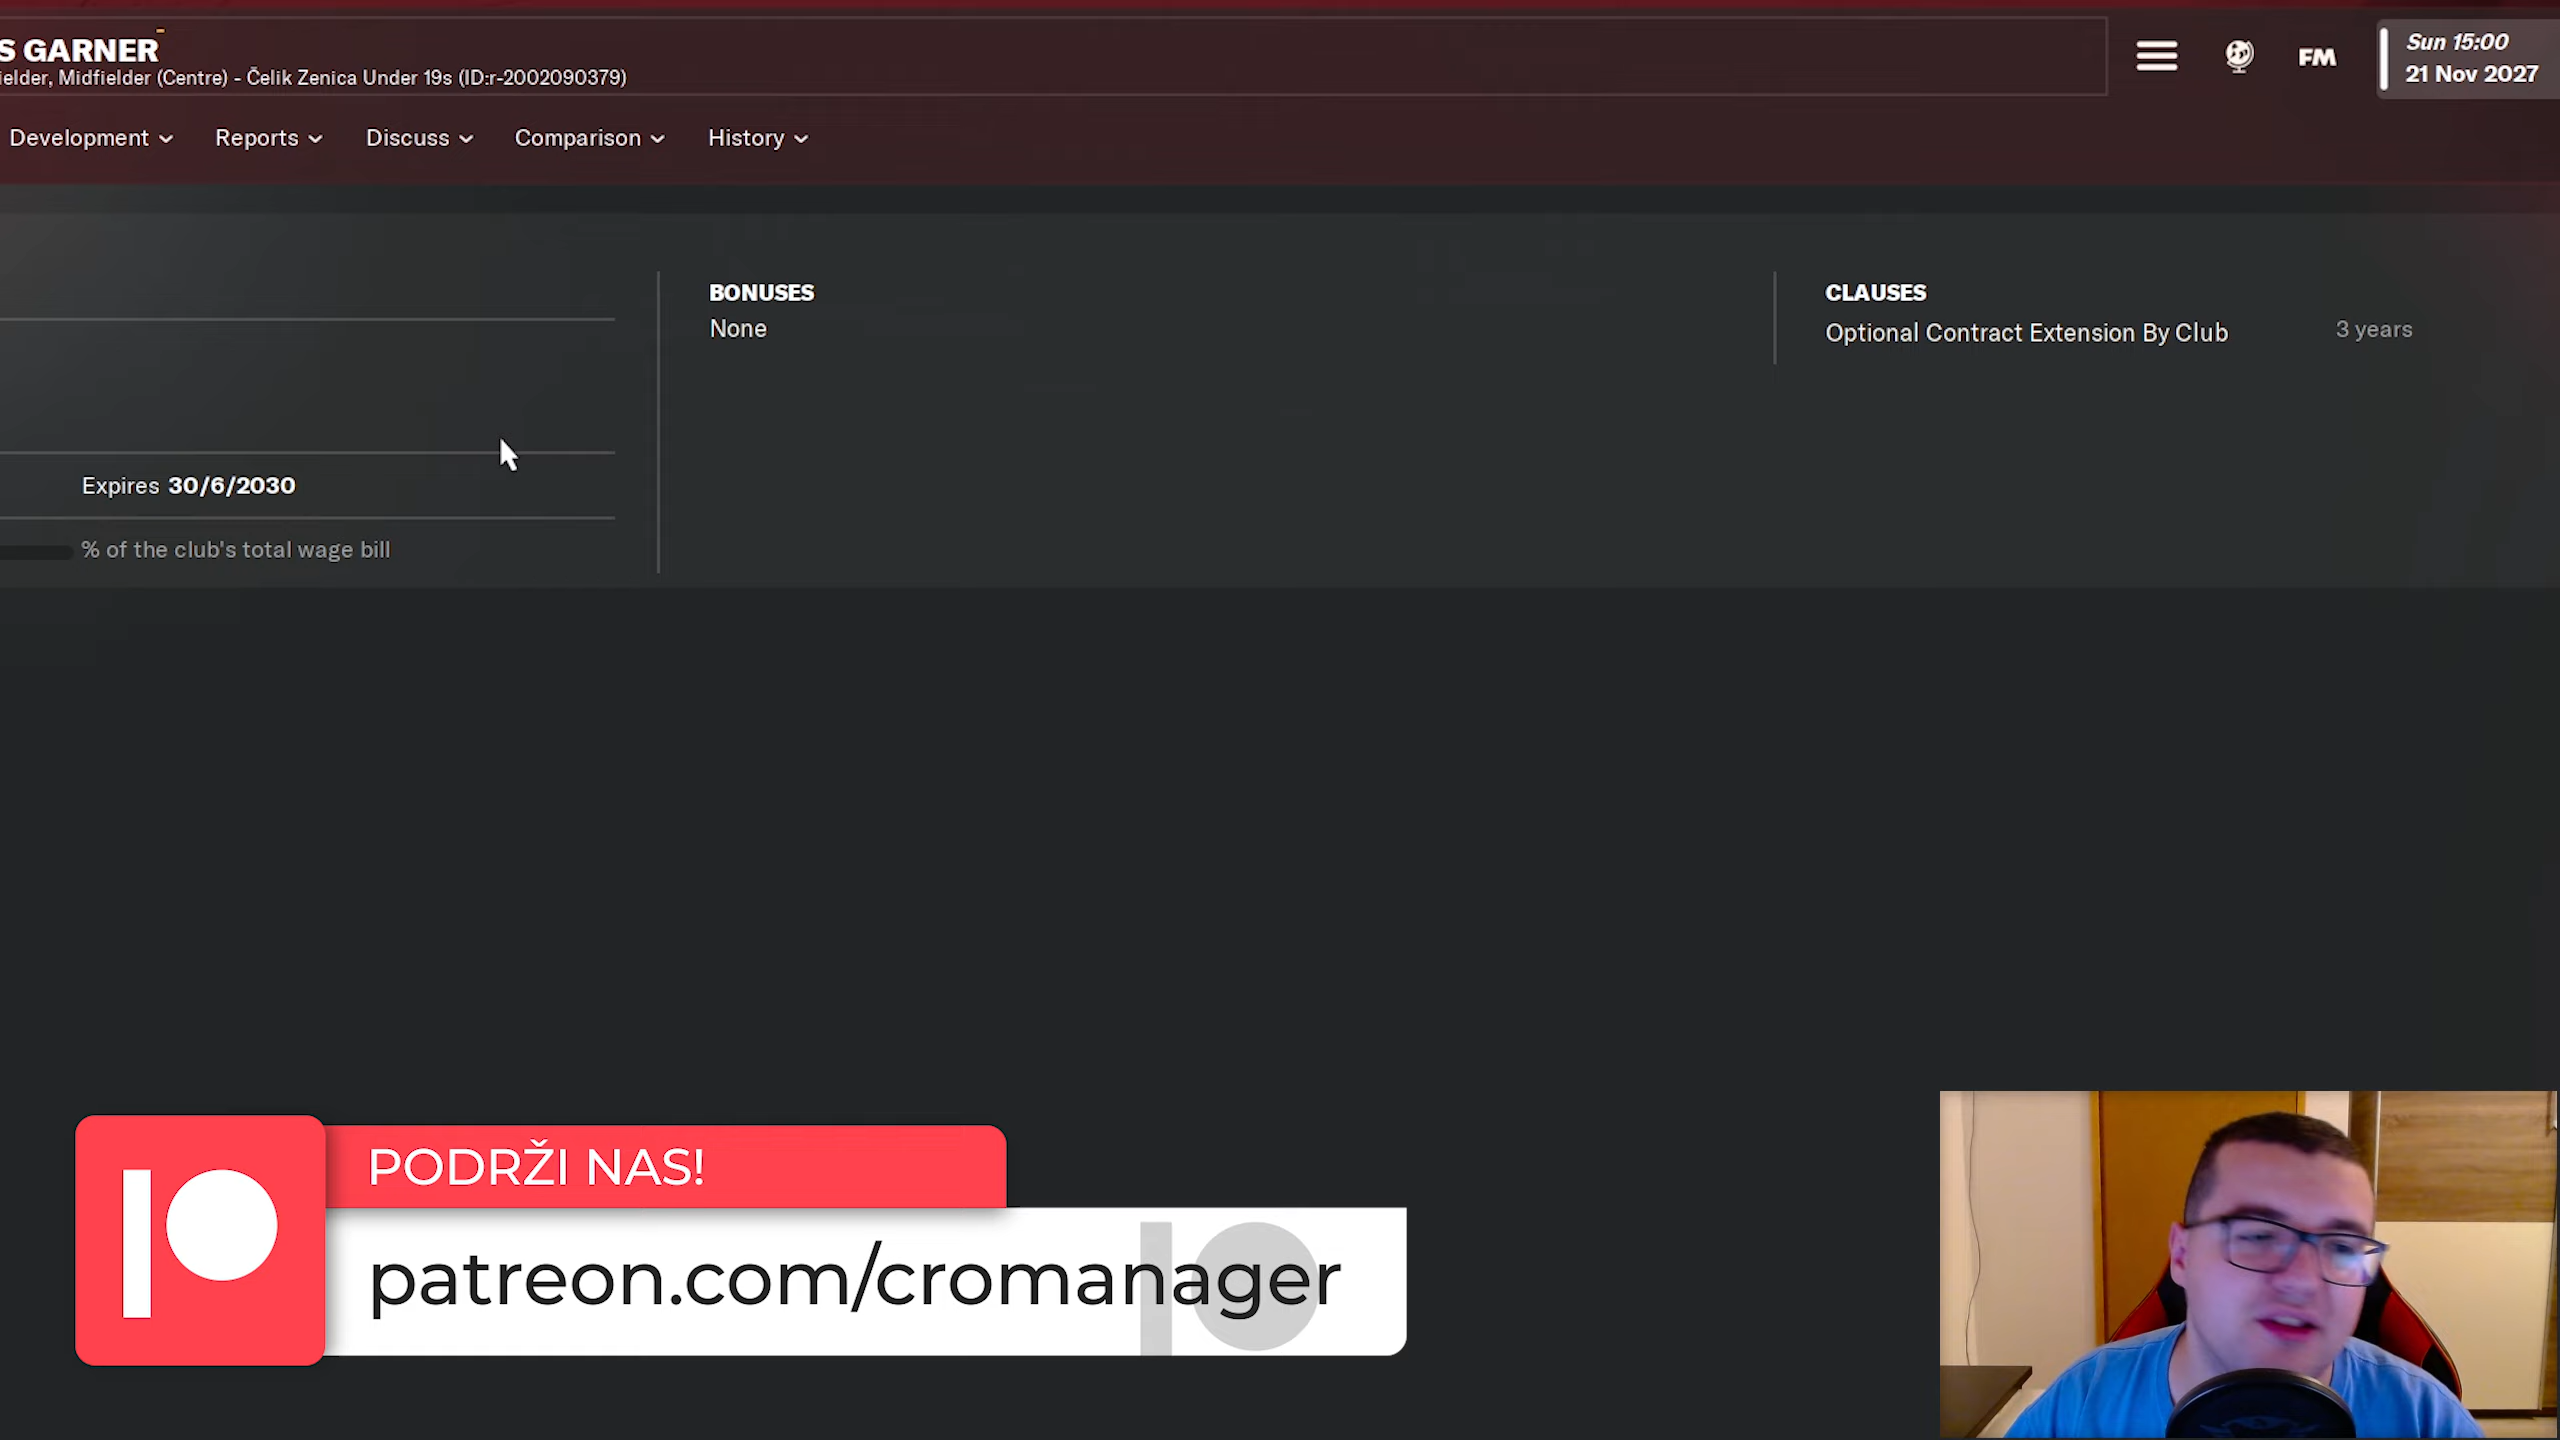 S GARNER
ielder, Midfielder (Centre) - Čelik Zenica Under 19s (ID:r-2002090379)
FM
Sun 15:00
21 Nov 2027
Development
Reports
Discuss
Comparison
History
BONUSES
None
CLAUSES
Optional Contract Extension By Club
3 years
Expires 30/6/2030
% of the club's total wage bill
PODRŽI NAS!
patreon.com/cromanager